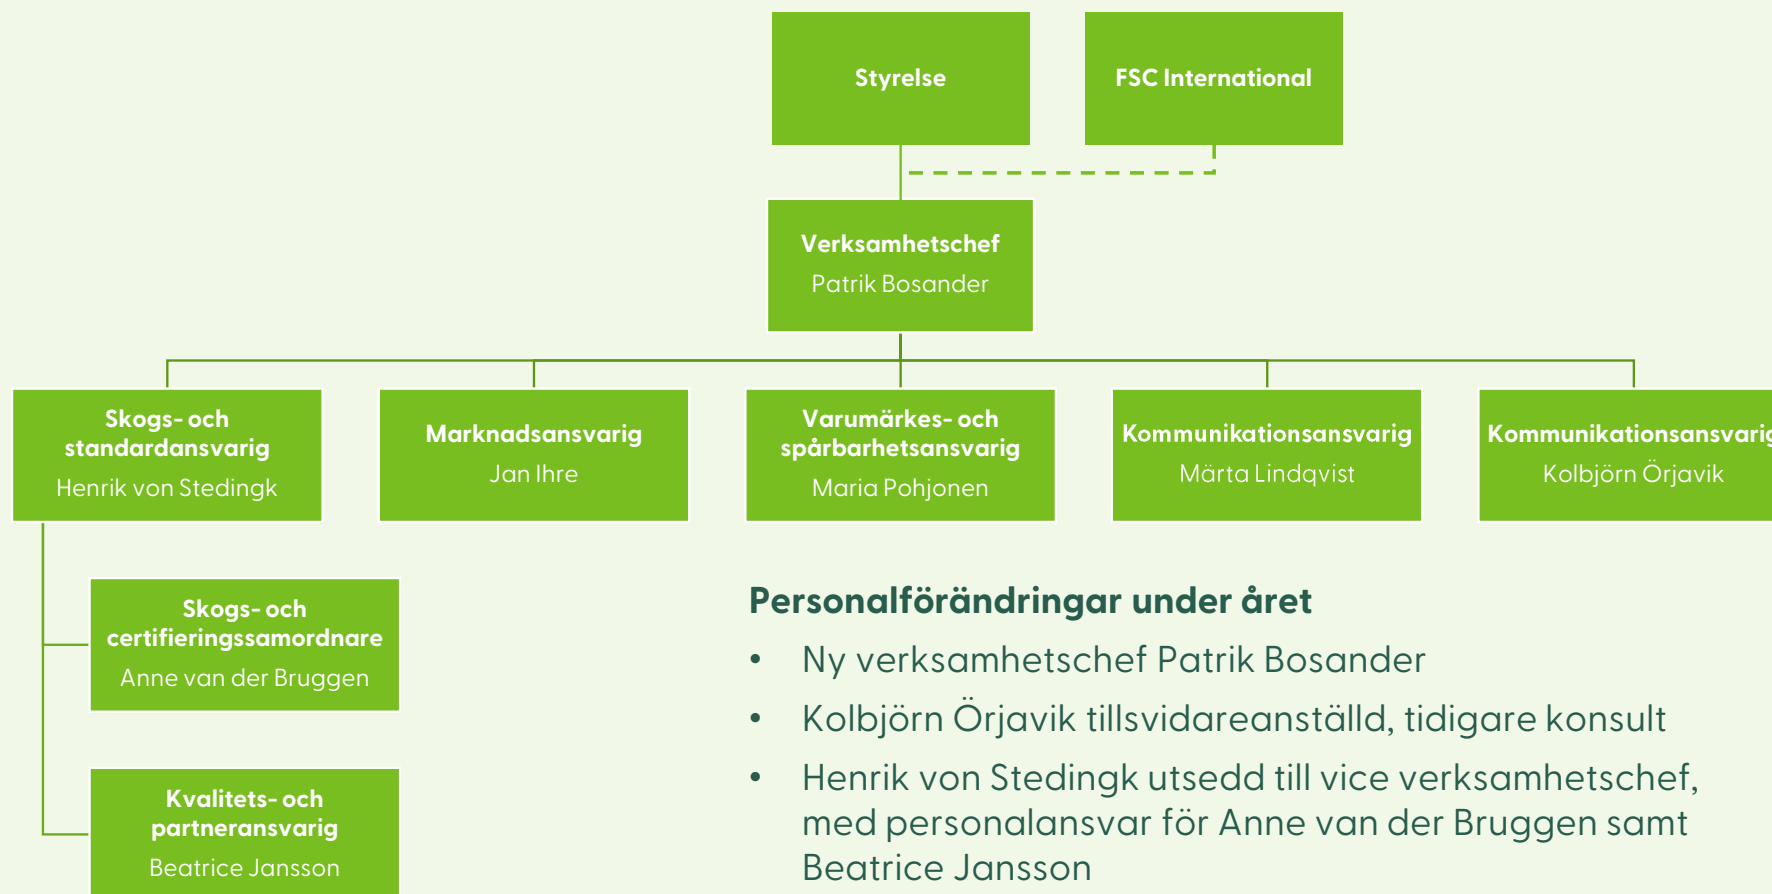 Styrelse
FSC International
Verksamhetschef
Patrik Bosander
Skogs- och
standardansvarig
Henrik von Stedingk
Marknadsansvarig
Jan Ihre
Varumärkes- och
spårbarhetsansvarig
Maria Pohjonen
Kommunikationsansvarig
Märta Lindqvist
Kommunikationsansvarig
Kolbjörn Örjavik
Skogs- och
certifieringssamordnare
Anne van der Bruggen
Kvalitets- och
partneransvarig
Beatrice Jansson
Personalförändringar under året
• Ny verksamhetschef Patrik Bosander
• Kolbjörn Örjavik tillsvidareanställd, tidigare konsult
• Henrik von Stedingk utsedd till vice verksamhetschef,
med personalansvar för Anne van der Bruggen samt
Beatrice Jansson